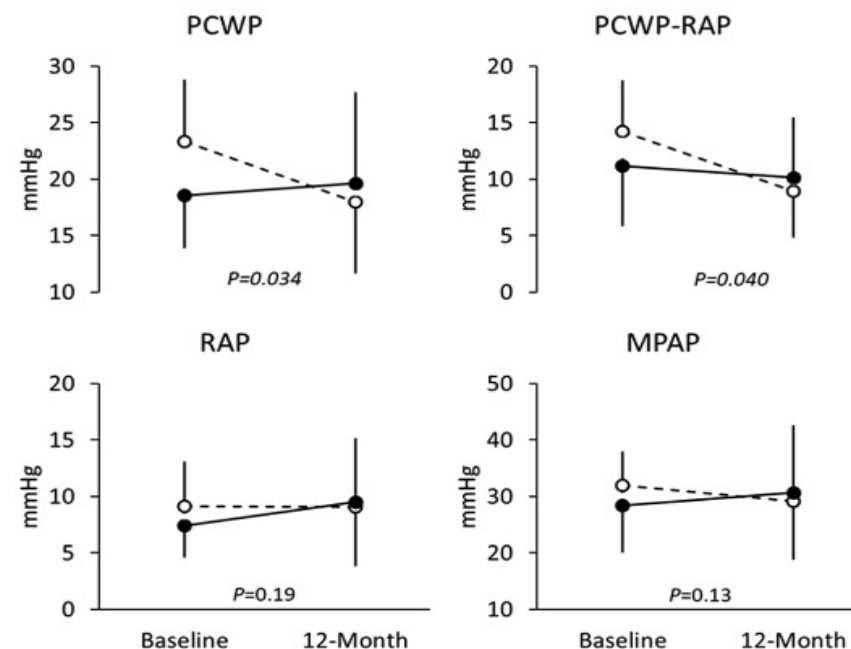 PCWP
30
25
20
15
10
mmHg
P=0.034
PCWP-RAP
20
15
10
5
0
mmHg
P=0.040
RAP
20
15
10
5
0
mmHg
P=0.19
Baseline 12-Month
MPAP
50
40
30
20
10
mmHg
P=0.13
Baseline 12-Month